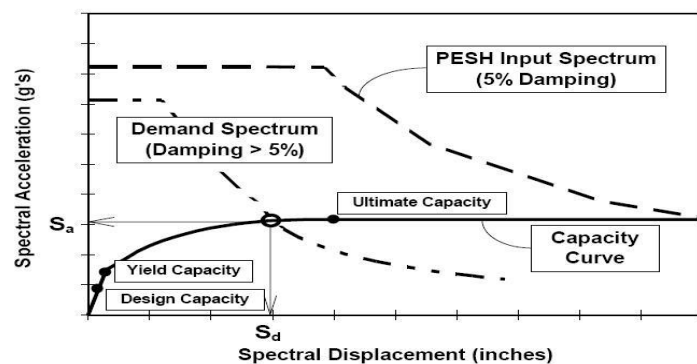 PESH Input Spectrum
(5% Damping)
Demand Spectrum
(Damping > 5%)
Ultimate Capacity
Sa
Capacity
Curve
Yield Capacity
Design Capacity
Sd
Spectral Displacement (inches)
Spectral Acceleration (g's)